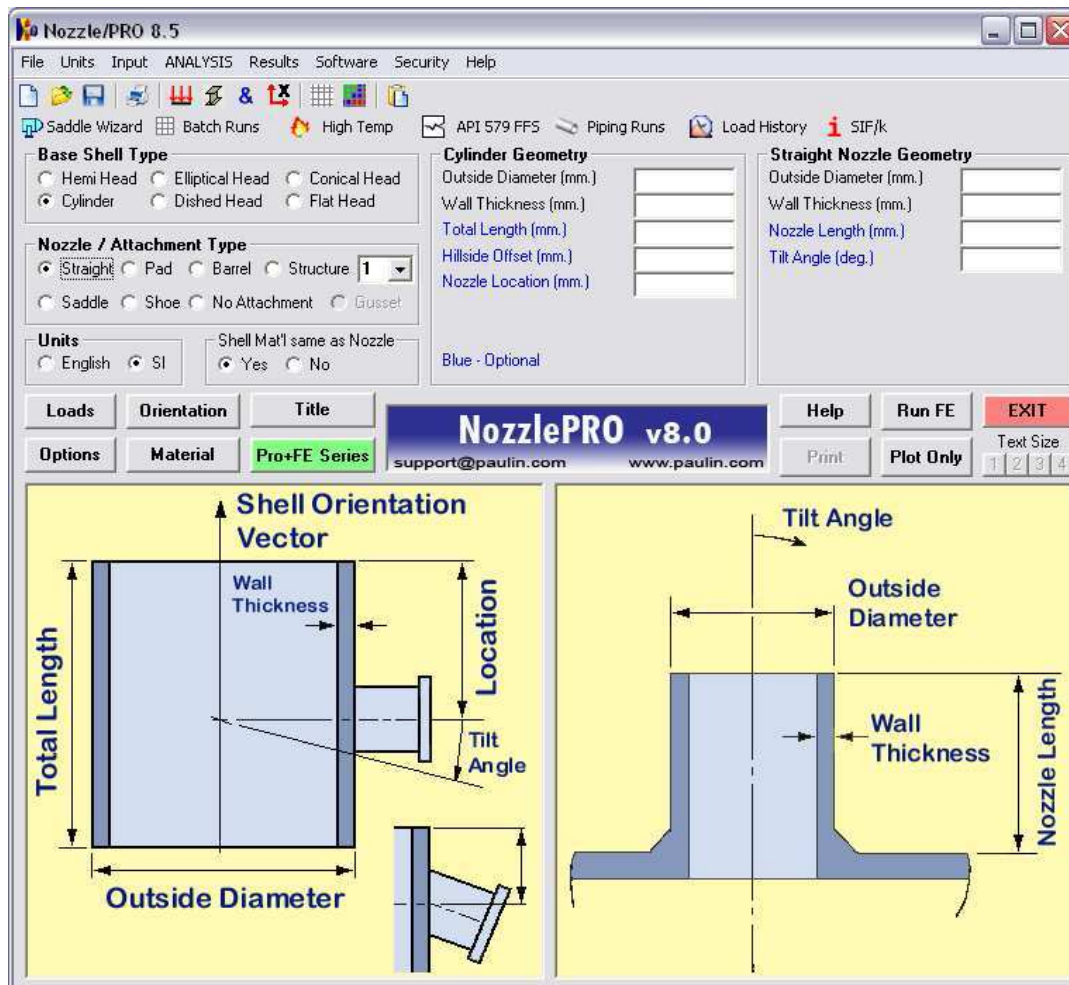 Nozzle/PRO 8.5
File Units Input ANALYSIS Results Software Security Help
Saddle Wizard Batch Runs High Temp API 579 FFS Piping Runs Load History SIF/k
Base Shell Type
Hemi Head Elliptical Head Conical Head
Cylinder Dished Head Flat Head
Nozzle / Attachment Type
Straight Pad Barrel Structure 1
Saddle Shoe No Attachment Gusset
Units
English SI
Shell Mat'l same as Nozzle
Yes No
Cylinder Geometry
Outside Diameter (mm.)
Wall Thickness (mm.)
Total Length (mm.)
Hillside Offset (mm.)
Nozzle Location (mm.)
Blue - Optional
Straight Nozzle Geometry
Outside Diameter (mm.)
Wall Thickness (mm.)
Nozzle Length (mm.)
Tilt Angle (deg.)
Loads Orientation Title
Options Material Pro+FE Series
NozzlePRO v8.0
support@paulin.com www.paulin.com
Help Run FE EXIT
Print Plot Only
Text Size
1 2 3 4
Shell Orientation
Vector
Wall
Thickness
Total Length
Location
Tilt
Angle
Outside Diameter
Tilt Angle
Outside
Diameter
Wall
Thickness
Nozzle Length